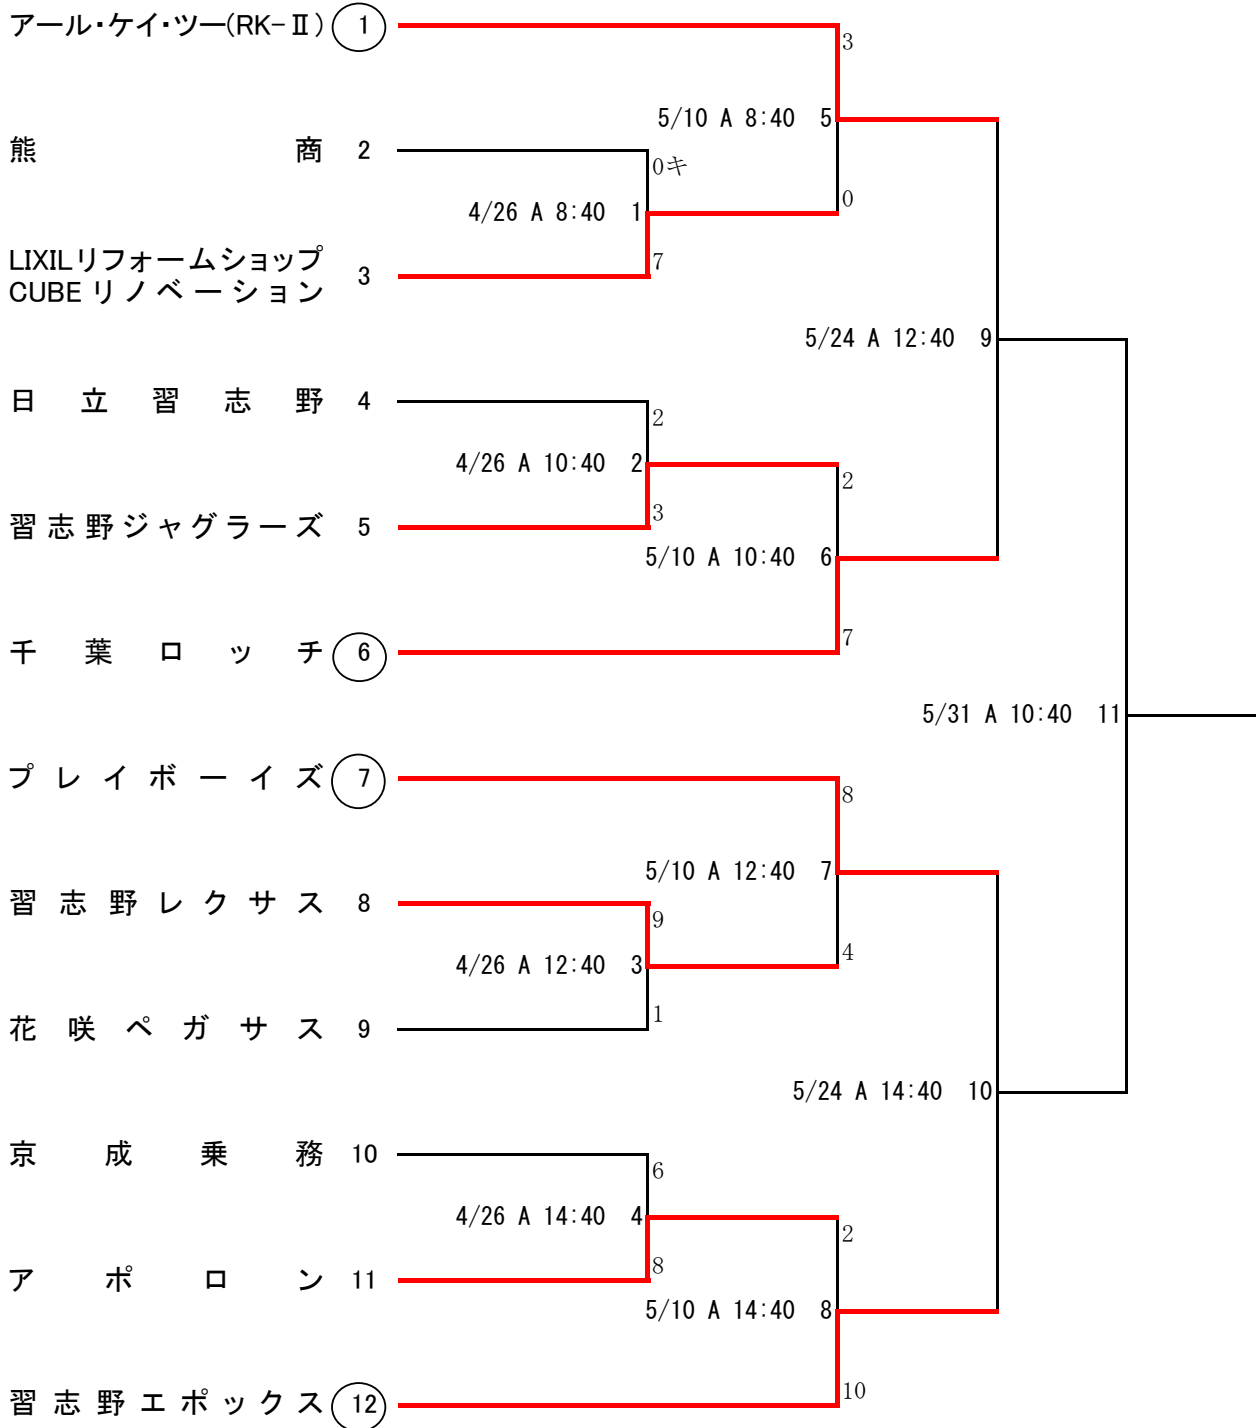 アール・ケイ・ツー(RK-Ⅱ) 1
3
5/10 A 8:40 5
熊商 2
0キ
0
4/26 A 8:40 1
LIXILリフォームショップ
CUBEリノベーション 3
7
5/24 A 12:40 9
日立習志野 4
2
4/26 A 10:40 2
2
習志野ジャグラーズ 5
3
5/10 A 10:40 6
千葉ロッチ 6
7
5/31 A 10:40 11
プレイボーイズ 7
8
5/10 A 12:40 7
習志野レクサス 8
9
4
4/26 A 12:40 3
花咲ペガサス 9
1
5/24 A 14:40 10
京成乗務 10
6
4/26 A 14:40 4
2
アポロン 11
8
5/10 A 14:40 8
習志野エポックス 12
10